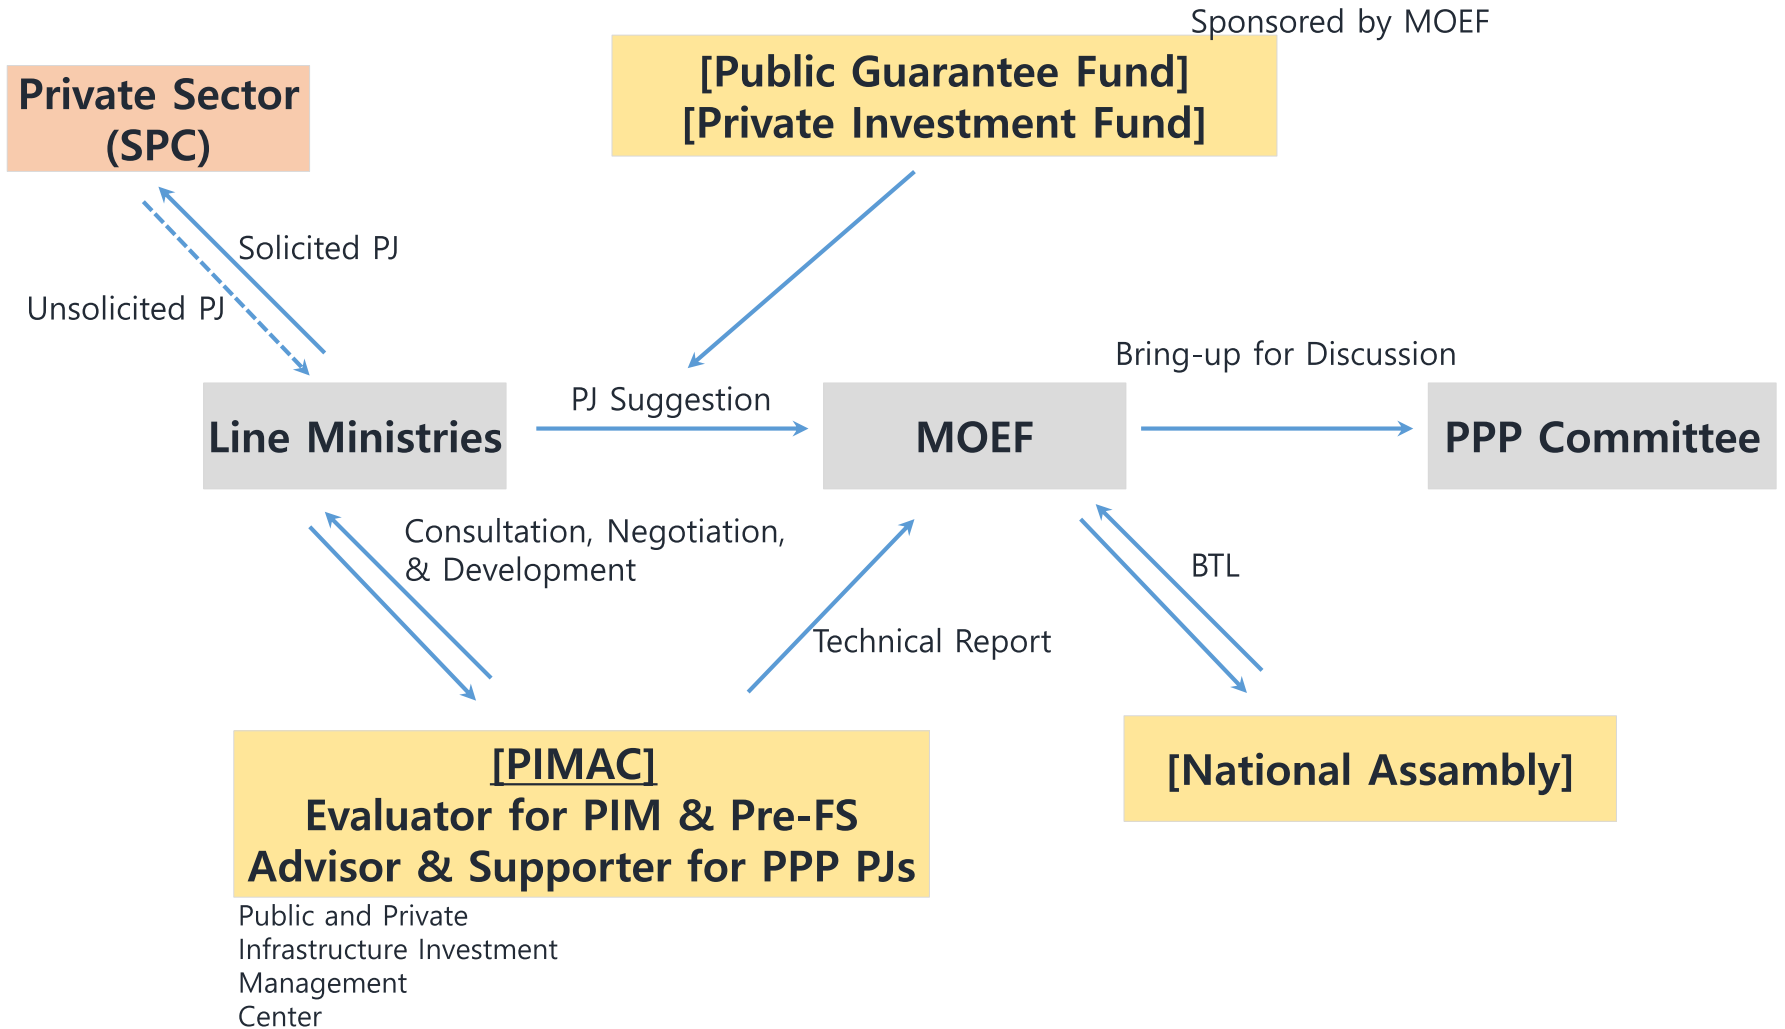 Sponsored by MOEF
[Public Guarantee Fund]
[Private Investment Fund]
Private Sector
(SPC)
Solicited PJ
Unsolicited PJ
Bring-up for Discussion
PJ Suggestion
Line Ministries
MOEF
PPP Committee
Consultation, Negotiation,
& Development
BTL
Technical Report
[PIMAC]
Evaluator for PIM & Pre-FS
Advisor & Supporter for PPP PJs
[National Assambly]
Public and Private
Infrastructure Investment
Management
Center